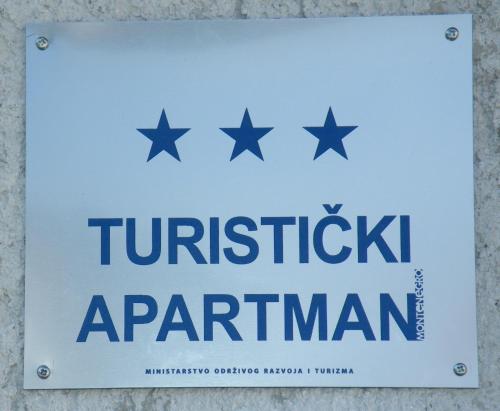 TURISTIČKI
APARTMAN
MONTENEGRO
MINISTARSTVO ODRŽIVOG RAZVOJA I TURIZMA